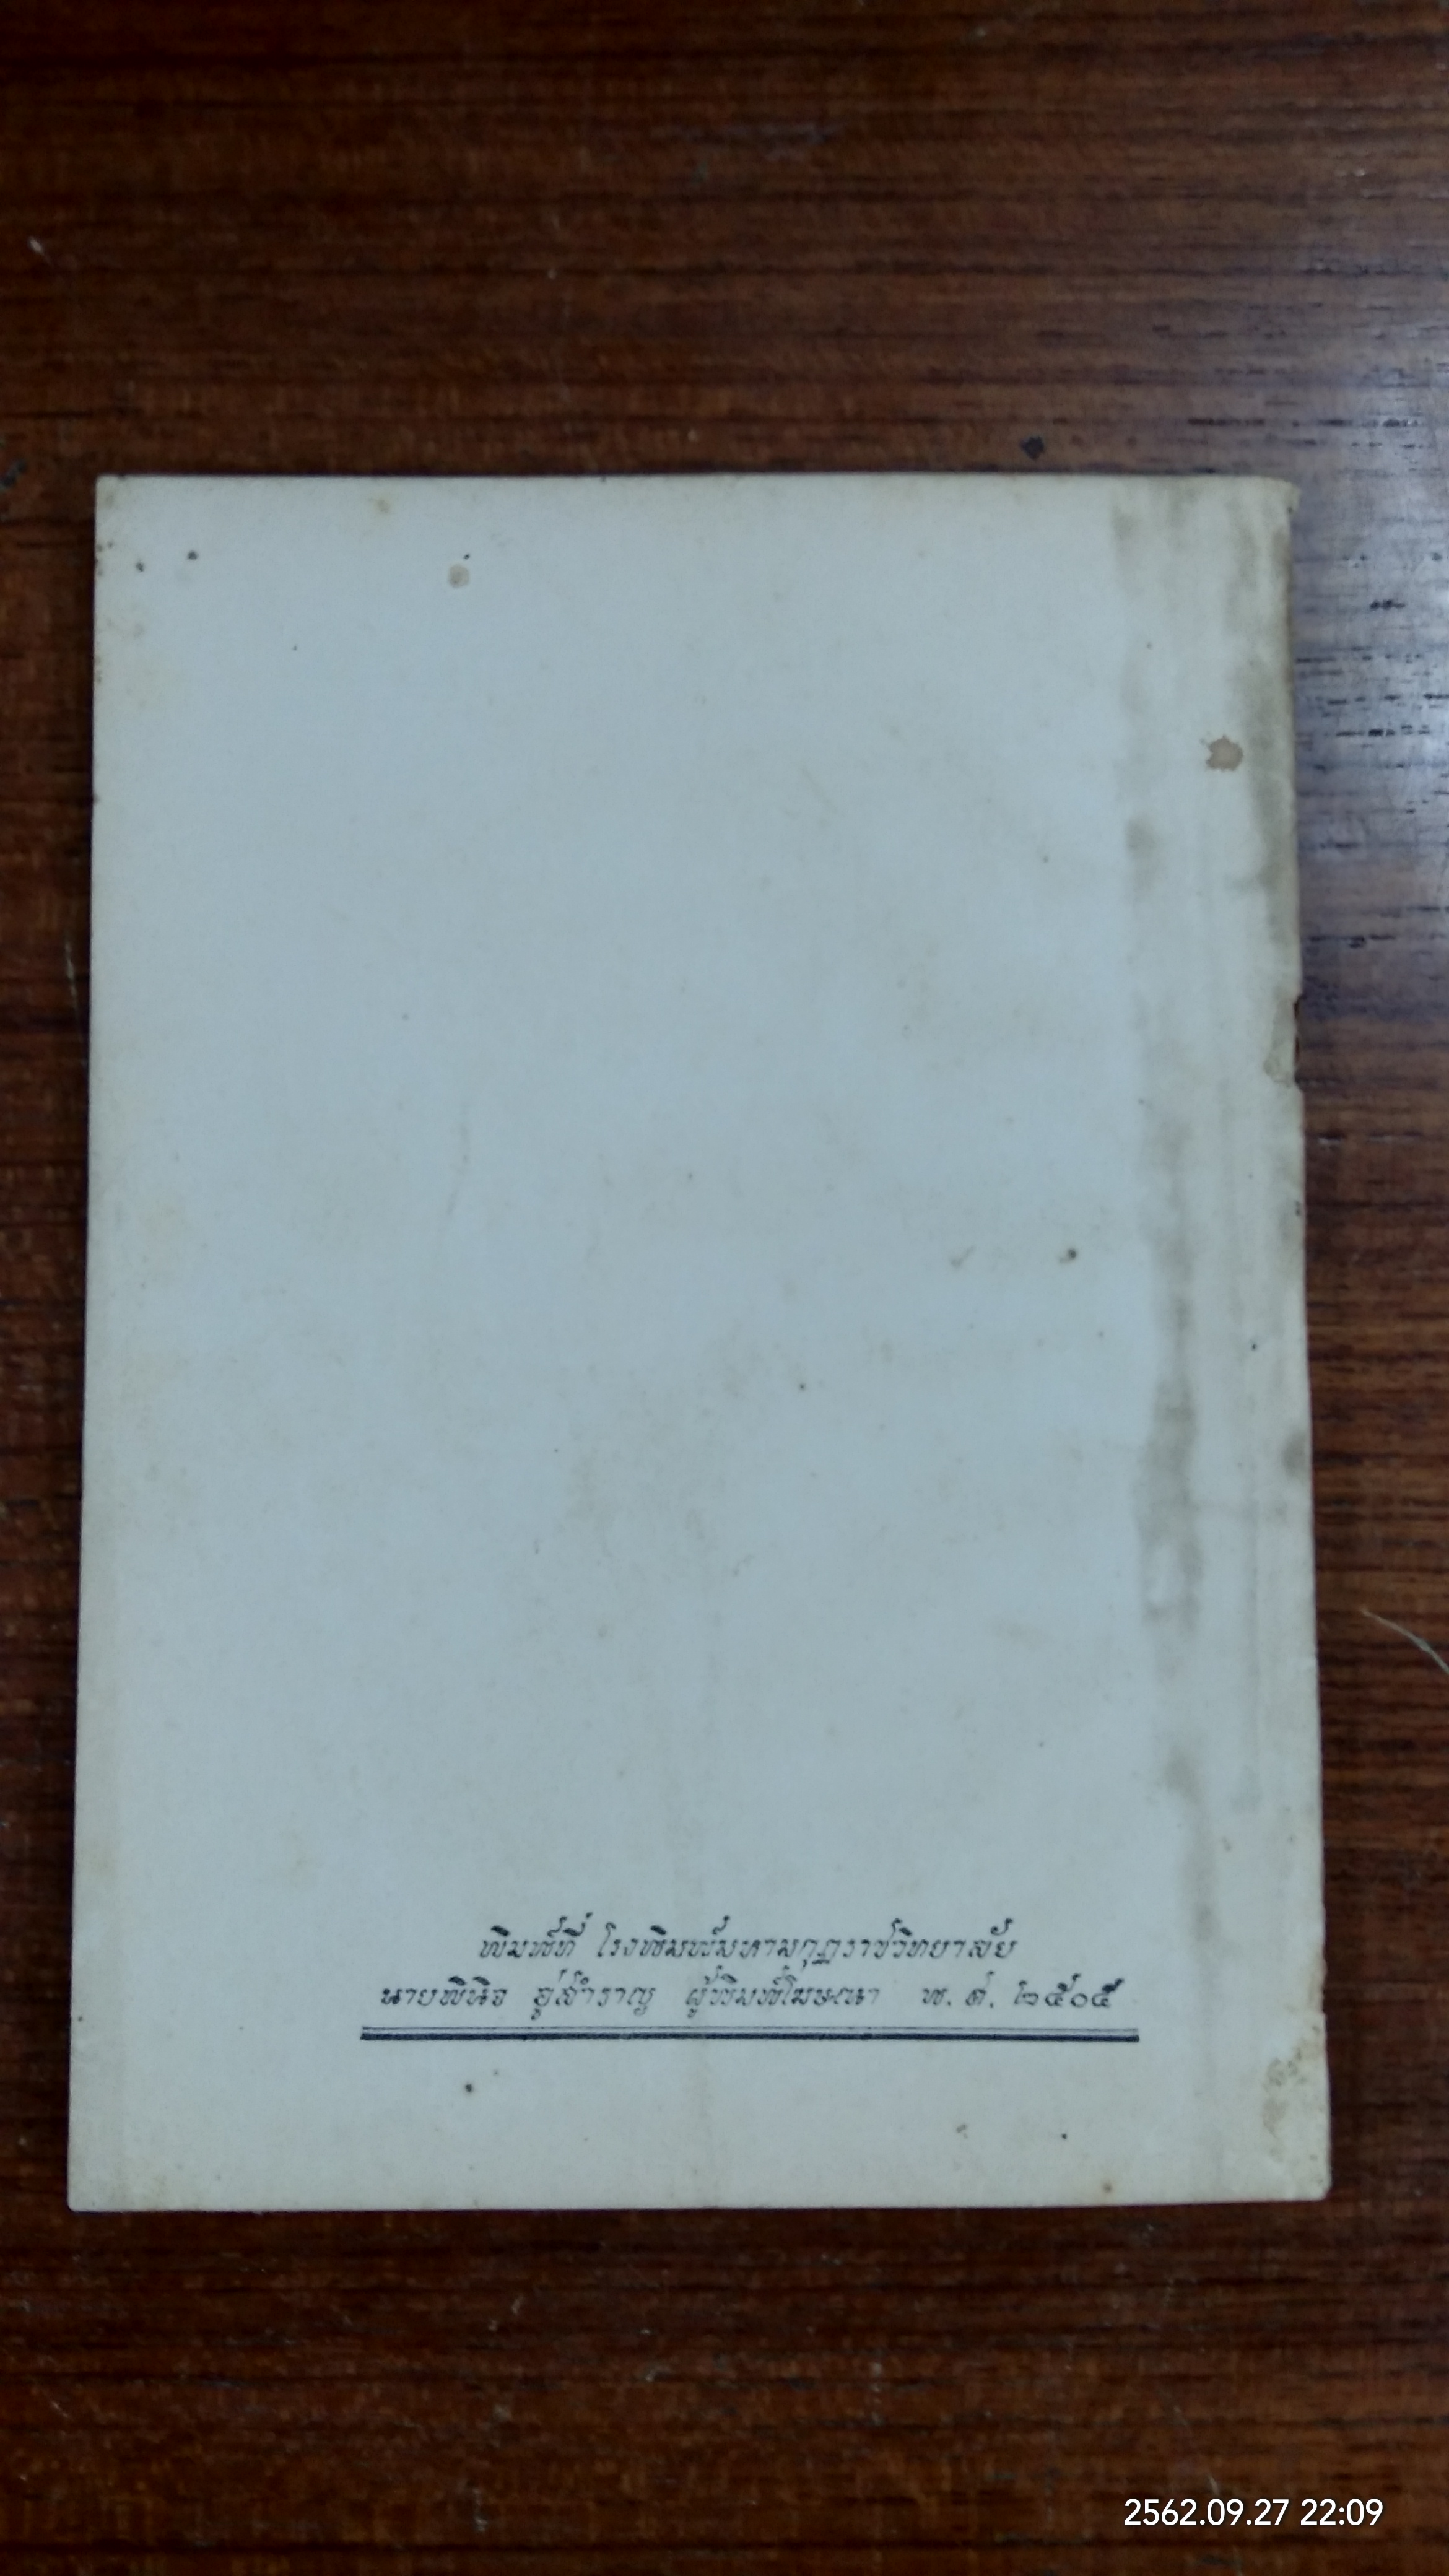 พิมพ์ที่ โรงพิมพ์มหามกุฏราชวิทยาลัย
นายพินิจ อู่สำราญ ผู้พิมพ์โฆษณา พ. ศ. ๒๕๐๕
2562.09.27 22:09